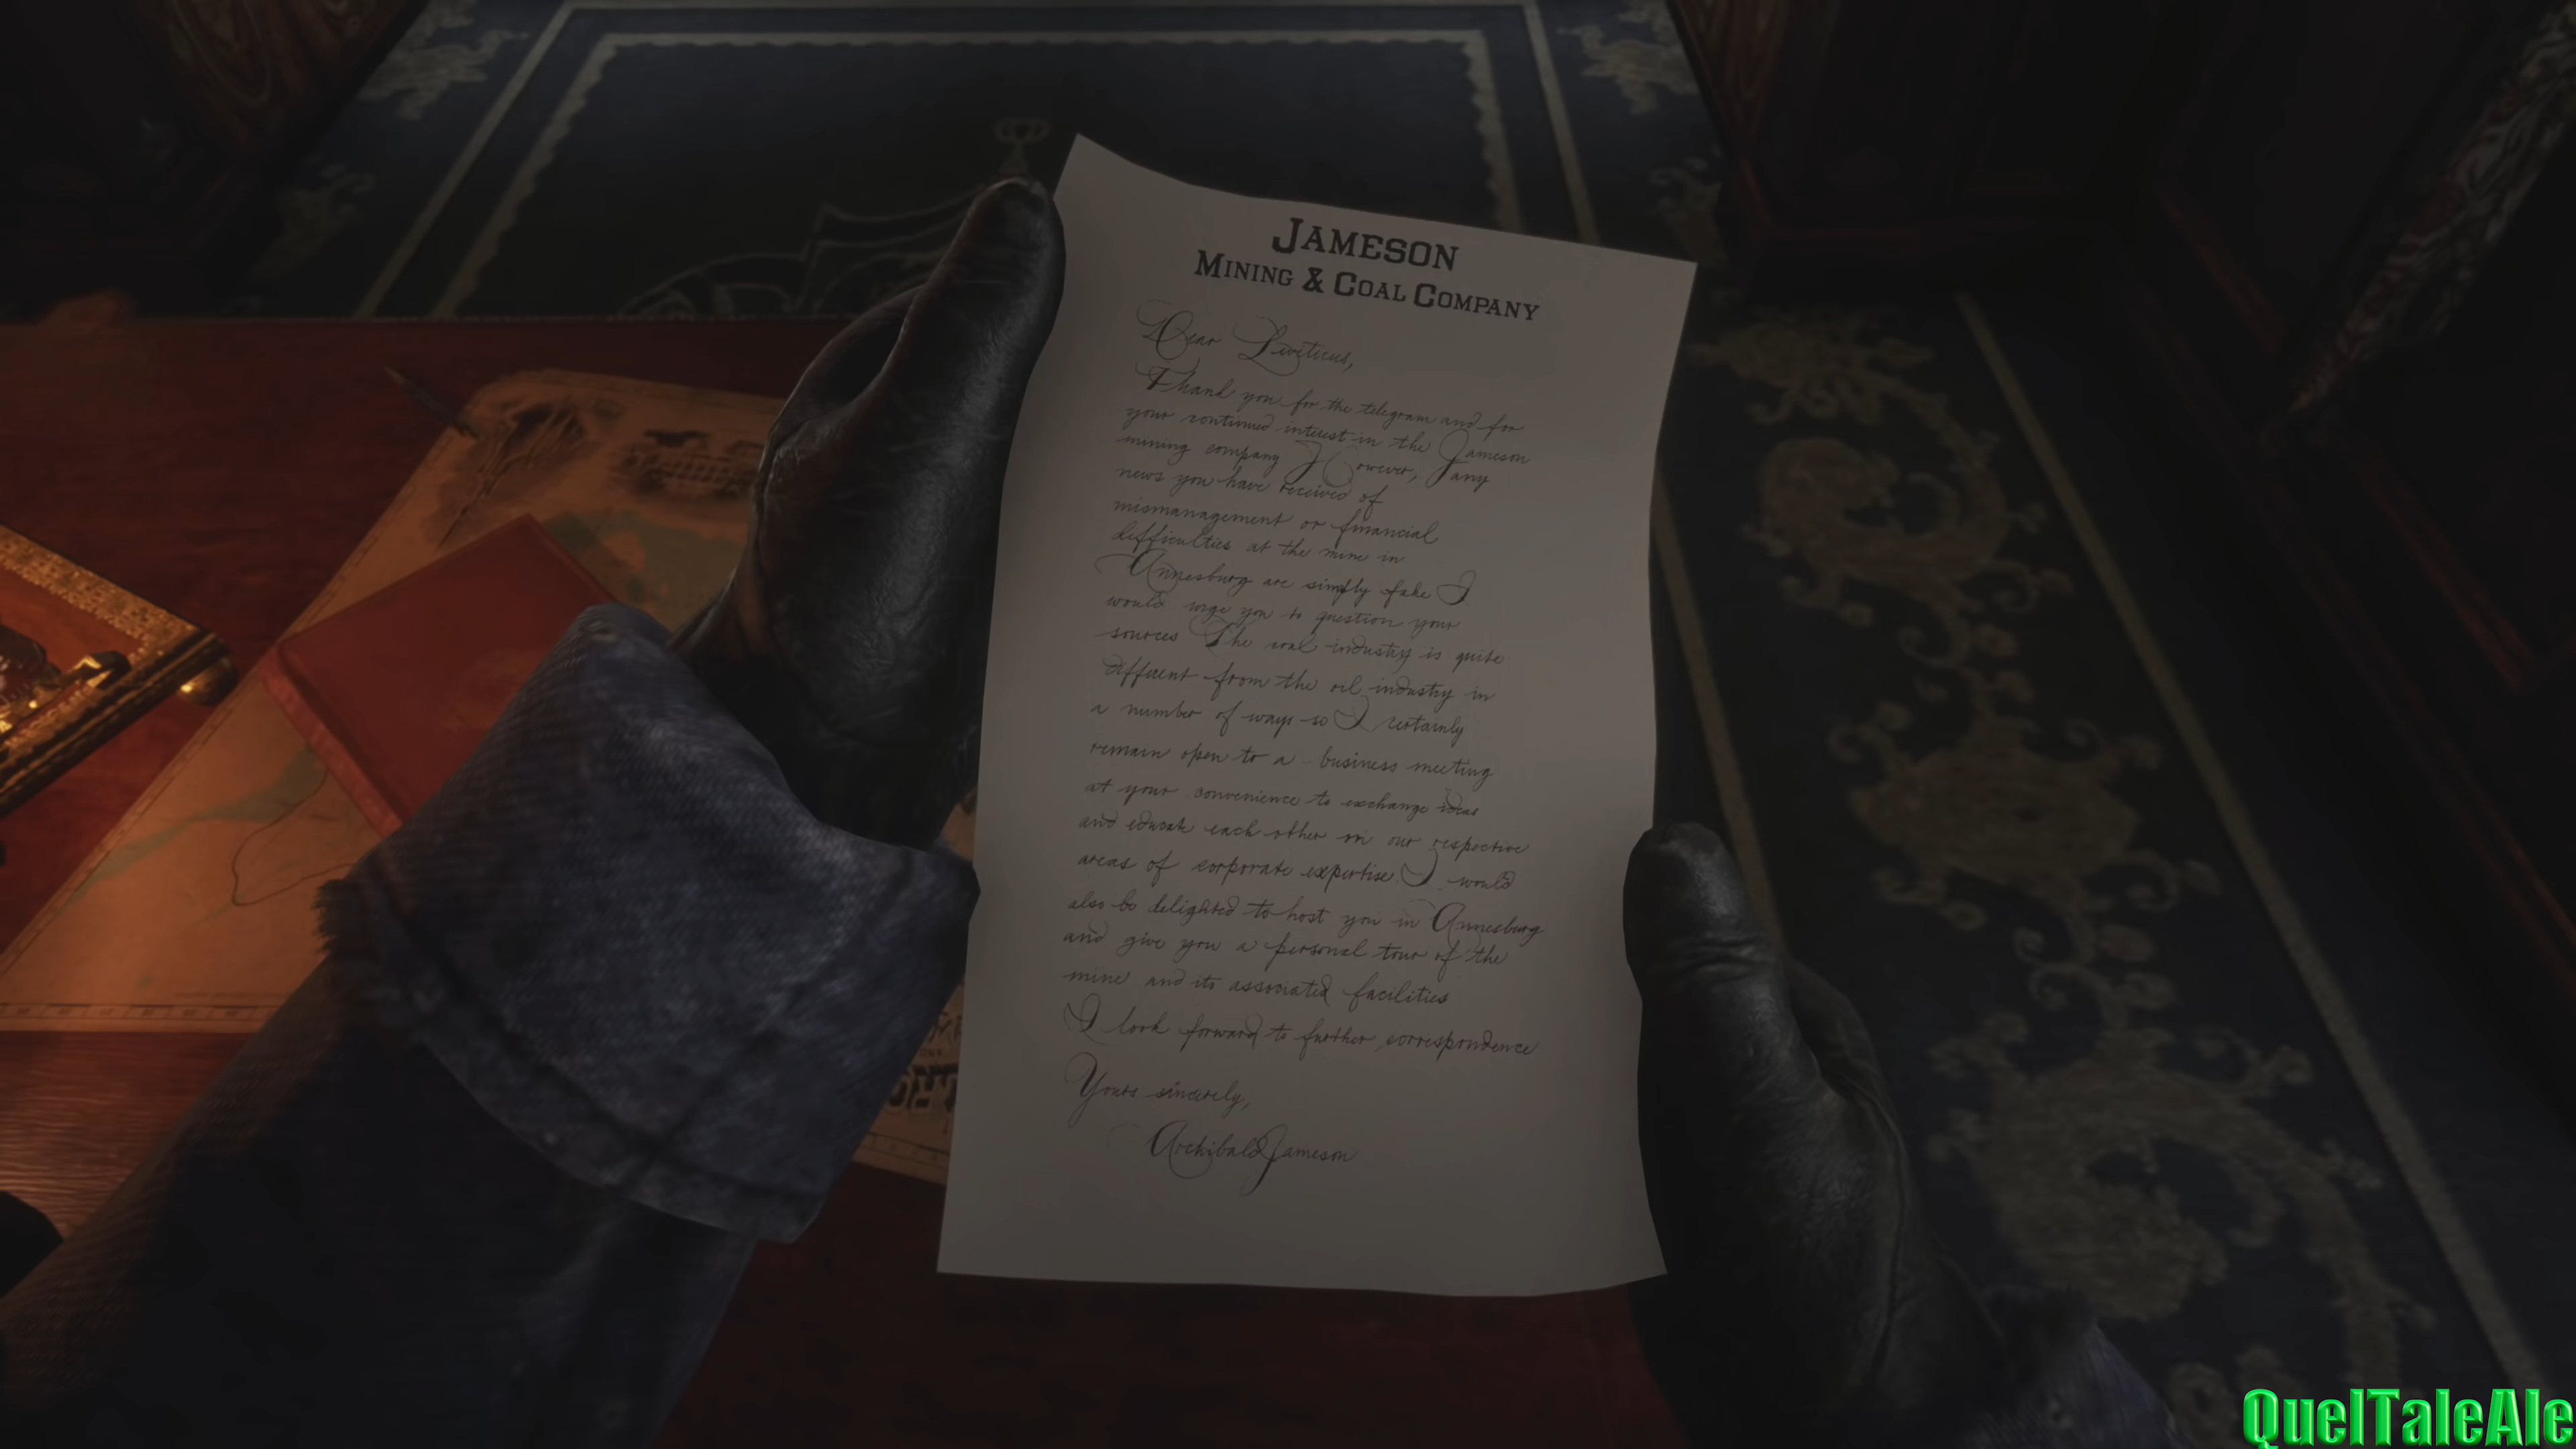 JAMESON
MINING & COAL COMPANY
Dear Leviticus,
Thank you for the telegram and for
your continued interest in the Jameson
mining company However, Jany
news you have received of
mismanagement or financial
difficulties at the mine in
Annesburg are simply fake I
would urge you to question your
sources The coal industry is quite
different from the oil industry in
a number of ways so I certainly
remain open to a business meeting
at your convenience to exchange ideas
and educate each other on our respective
areas of corporate expertise I would
also be delighted to host you in Annesburg
and give you a personal tour of the
mine and its associated facilities
I look forward to further correspondence
Yours sincerely,
Archibald Jameson
QuelTaleAle